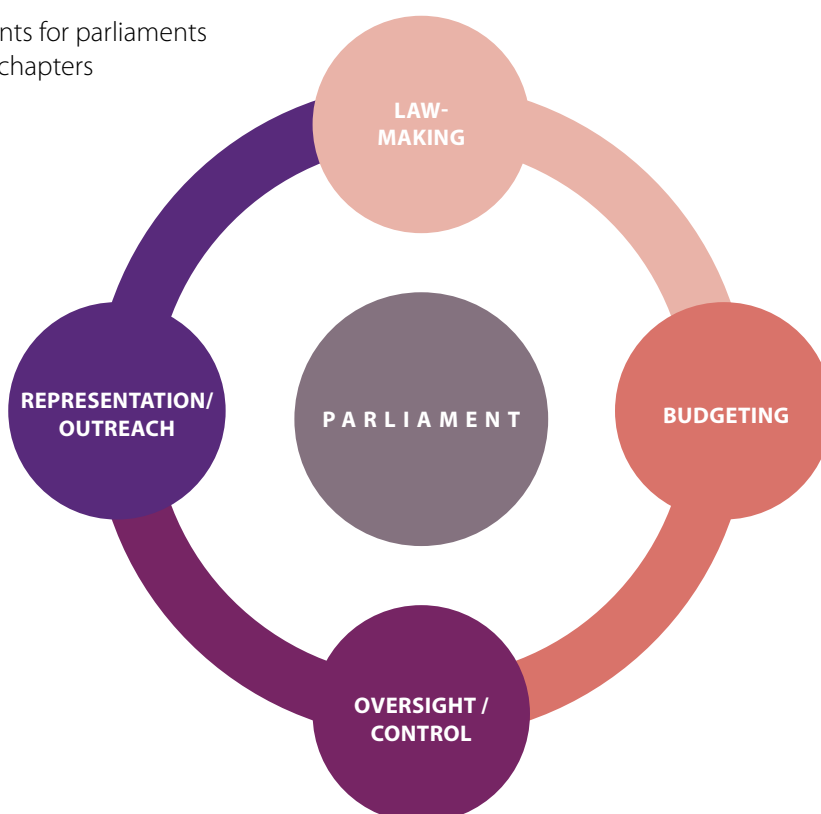 nts for parliaments
chapters
LAW-
MAKING
REPRESENTATION/
OUTREACH
PARLIAMENT
BUDGETING
OVERSIGHT /
CONTROL